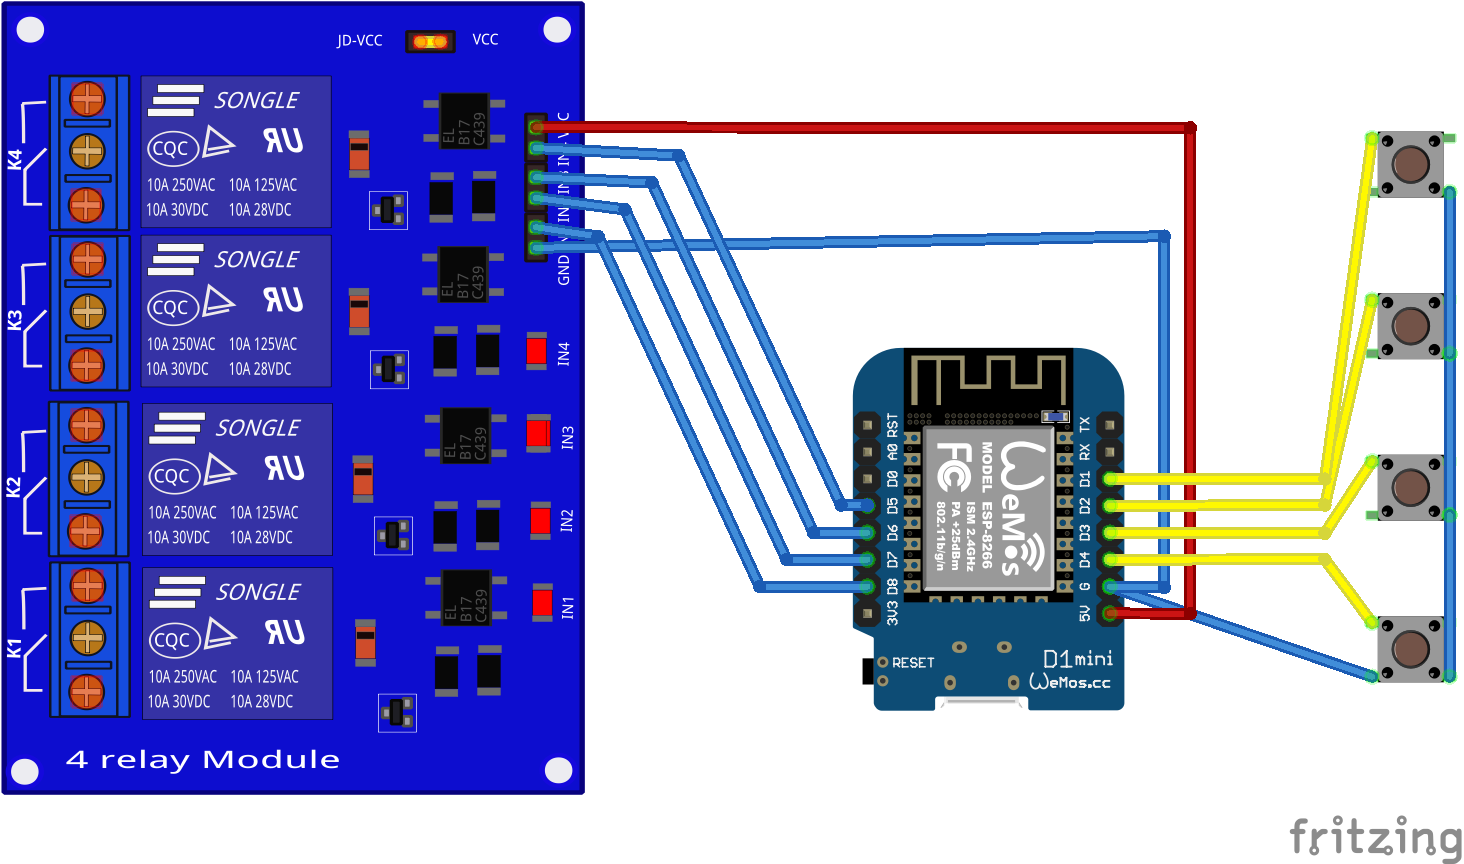 JD-VCC
VCC
K4
SONGLE
CQC
UR
10A 250VAC 10A 125VAC
10A 30VDC 10A 28VDC
EL
B17
C439
K3
SONGLE
CQC
UR
10A 250VAC 10A 125VAC
10A 30VDC 10A 28VDC
EL
B17
C439
GND
IN4
K2
SONGLE
CQC
UR
10A 250VAC 10A 125VAC
10A 30VDC 10A 28VDC
EL
B17
C439
IN3
IN2
K1
SONGLE
CQC
UR
10A 250VAC 10A 125VAC
10A 30VDC 10A 28VDC
EL
B17
C439
IN1
4 relay Module
RST
A0
D0
D5
D6
D7
D8
3V3
TX
RX
D1
D2
D3
D4
G
5V
FC
WeMos
MODEL ESP-8266
ISM 2.4GHz
PA +25dBm
802.11b/g/n
RESET
D1mini
WeMos.cc
fritzing